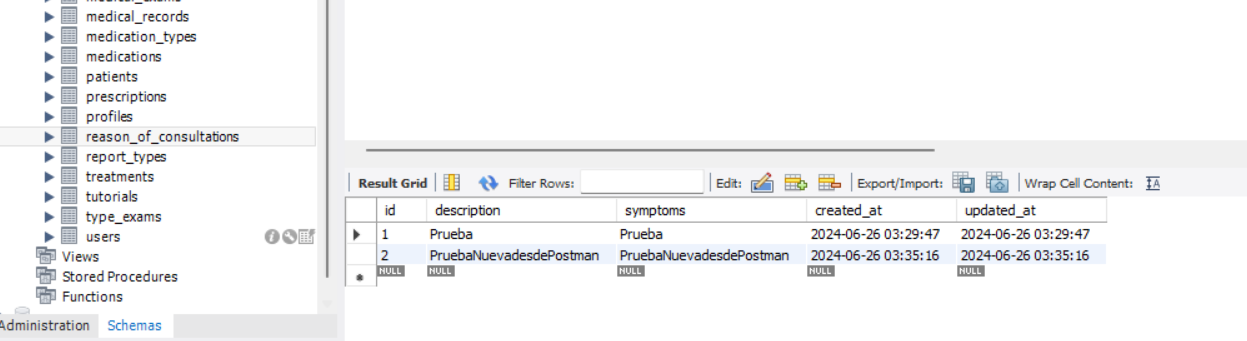 medical_exams
medical_records
medication_types
medications
patients
prescriptions
profiles
reason_of_consultations
report_types
treatments
tutorials
type_exams
users
Views
Stored Procedures
Functions
Administration Schemas
Result Grid Filter Rows: Edit: Export/Import: Wrap Cell Content:
id description symptoms created_at updated_at
1 Prueba Prueba 2024-06-26 03:29:47 2024-06-26 03:29:47
2 PruebaNuevadesdePostman PruebaNuevadesdePostman 2024-06-26 03:35:16 2024-06-26 03:35:16
NULL NULL NULL NULL NULL